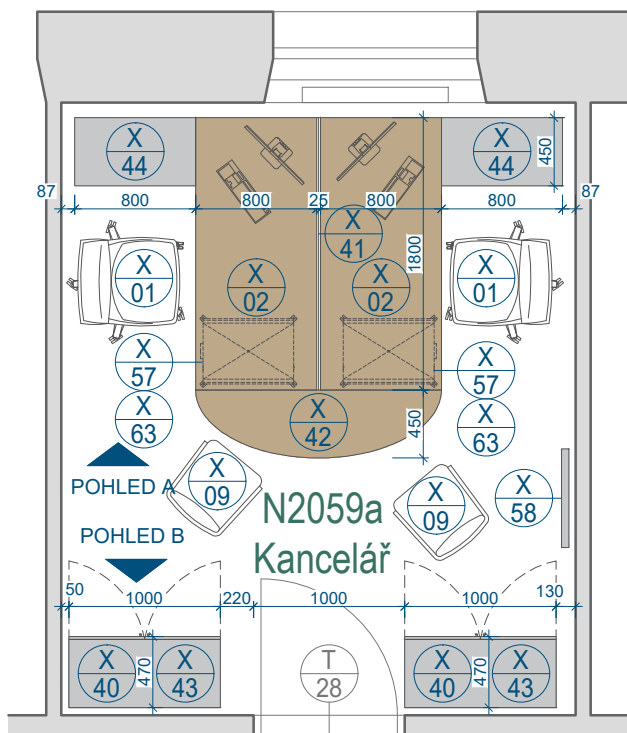 X
44
X
44
450
87
800
800
25
800
800
87
X
41
1800
X
01
X
02
X
02
X
01
X
57
X
57
X
63
X
42
450
X
63
POHLED A
X
09
X
09
X
58
N2059a
Kancelář
POHLED B
50
1000
220
1000
1000
130
X
40
470
X
43
T
28
X
40
470
X
43